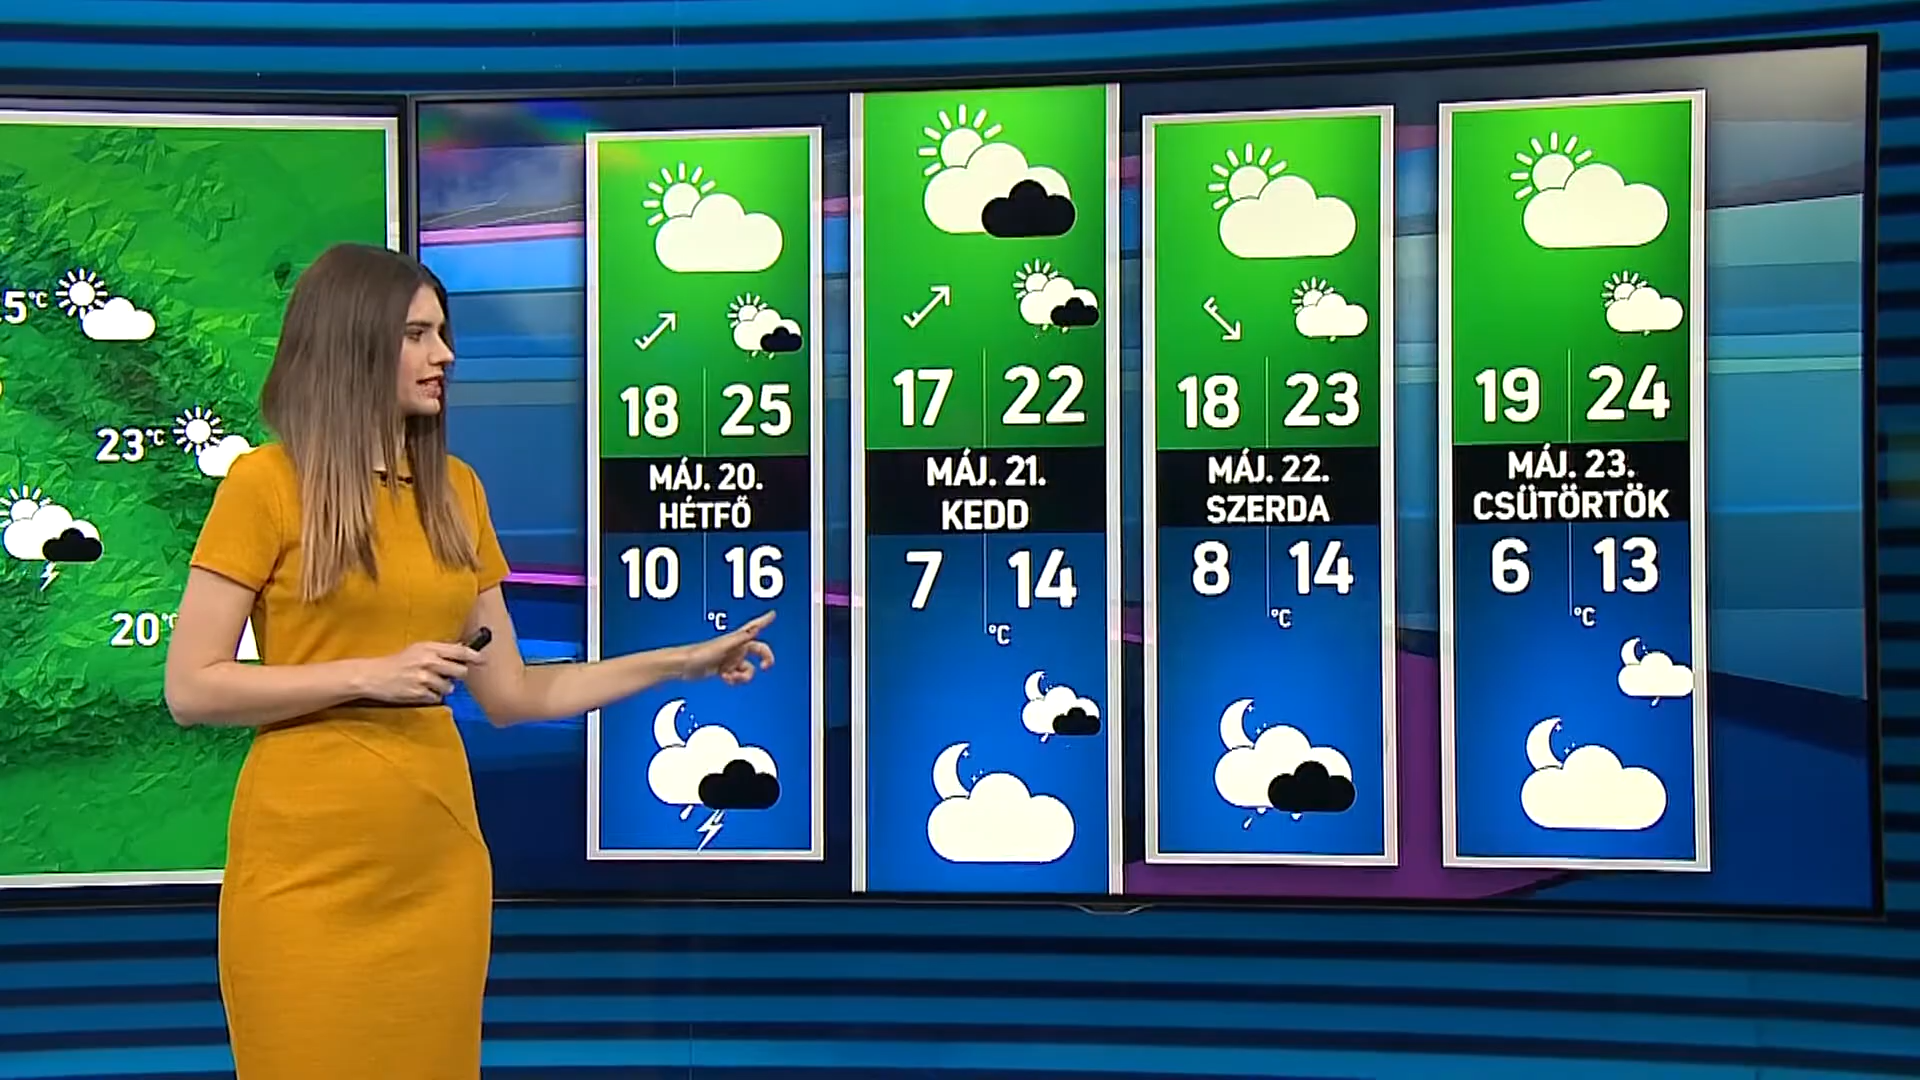 5°C
23°C
20°C
18 25
MÁJ. 20.
HÉTFŐ
10 16
°C
17 22
MÁJ. 21.
KEDD
7 14
°C
18 23
MÁJ. 22.
SZERDA
8 14
°C
19 24
MÁJ. 23.
CSÜTÖRTÖK
6 13
°C